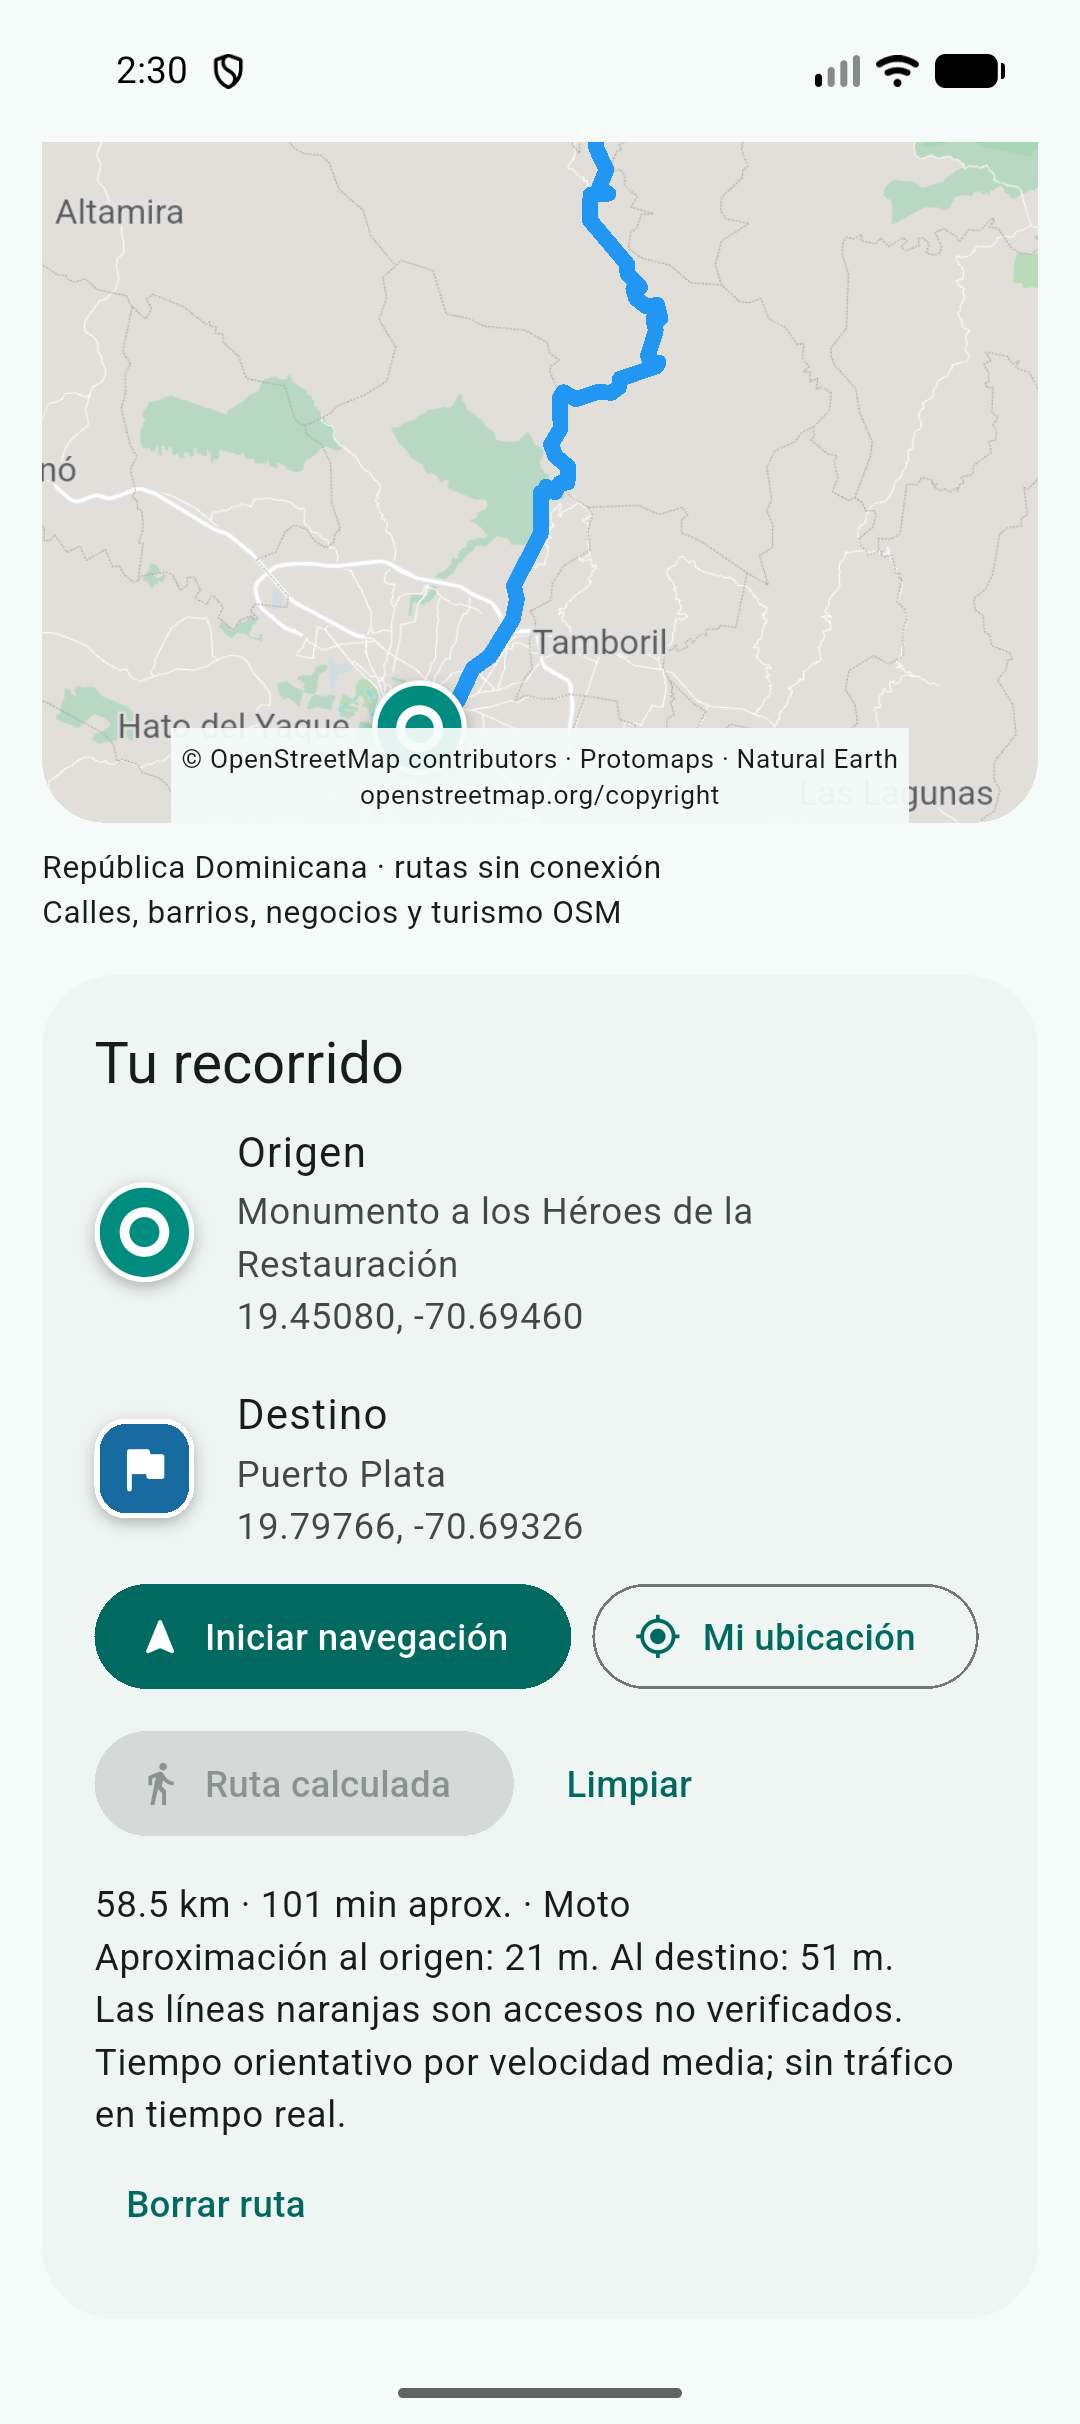 2:30
Altamira
nó
Tamboril
Hato del Yaque
© OpenStreetMap contributors · Protomaps · Natural Earth
openstreetmap.org/copyright
Las Lagunas
República Dominicana · rutas sin conexión
Calles, barrios, negocios y turismo OSM
Tu recorrido
Origen
Monumento a los Héroes de la
Restauración
19.45080, -70.69460
Destino
Puerto Plata
19.79766, -70.69326
Iniciar navegación
Mi ubicación
Ruta calculada
Limpiar
58.5 km · 101 min aprox. · Moto
Aproximación al origen: 21 m. Al destino: 51 m.
Las líneas naranjas son accesos no verificados.
Tiempo orientativo por velocidad media; sin tráfico
en tiempo real.
Borrar ruta